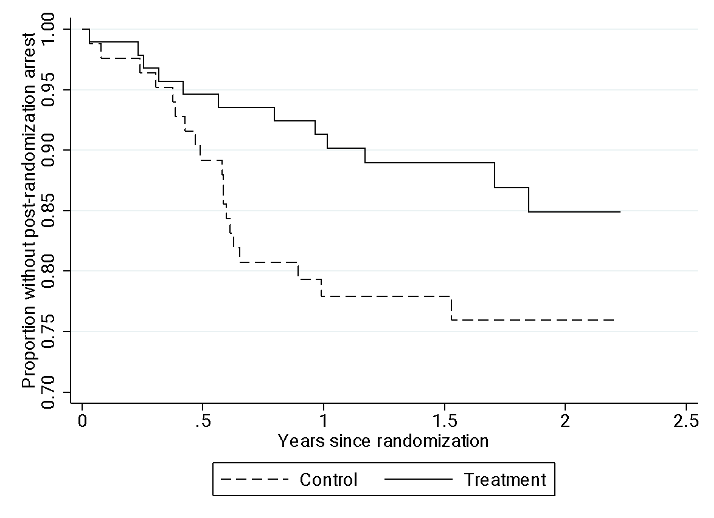 Proportion without post-randomization arrest
1.00
0.95
0.90
0.85
0.80
0.75
0.70
0 .5 1 1.5 2 2.5
Years since randomization
Control Treatment